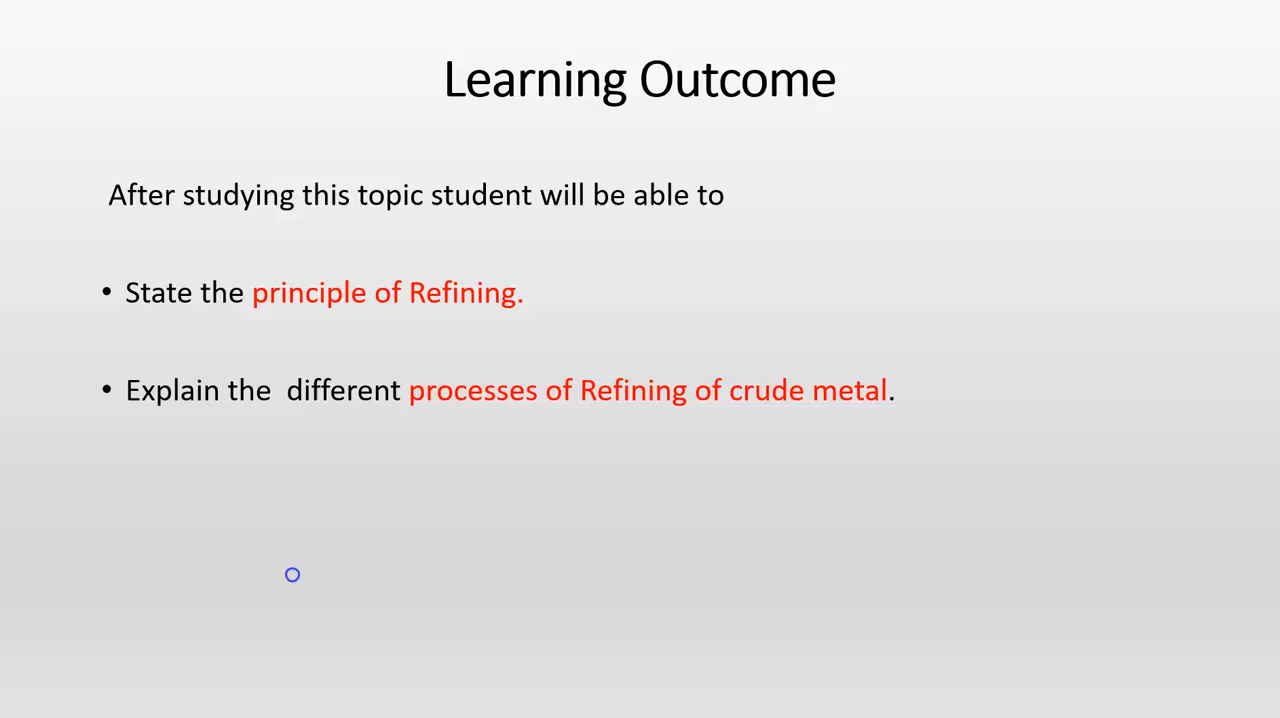 Learning Outcome
After studying this topic student will be able to
• State the principle of Refining.
• Explain the  different processes of Refining of crude metal.